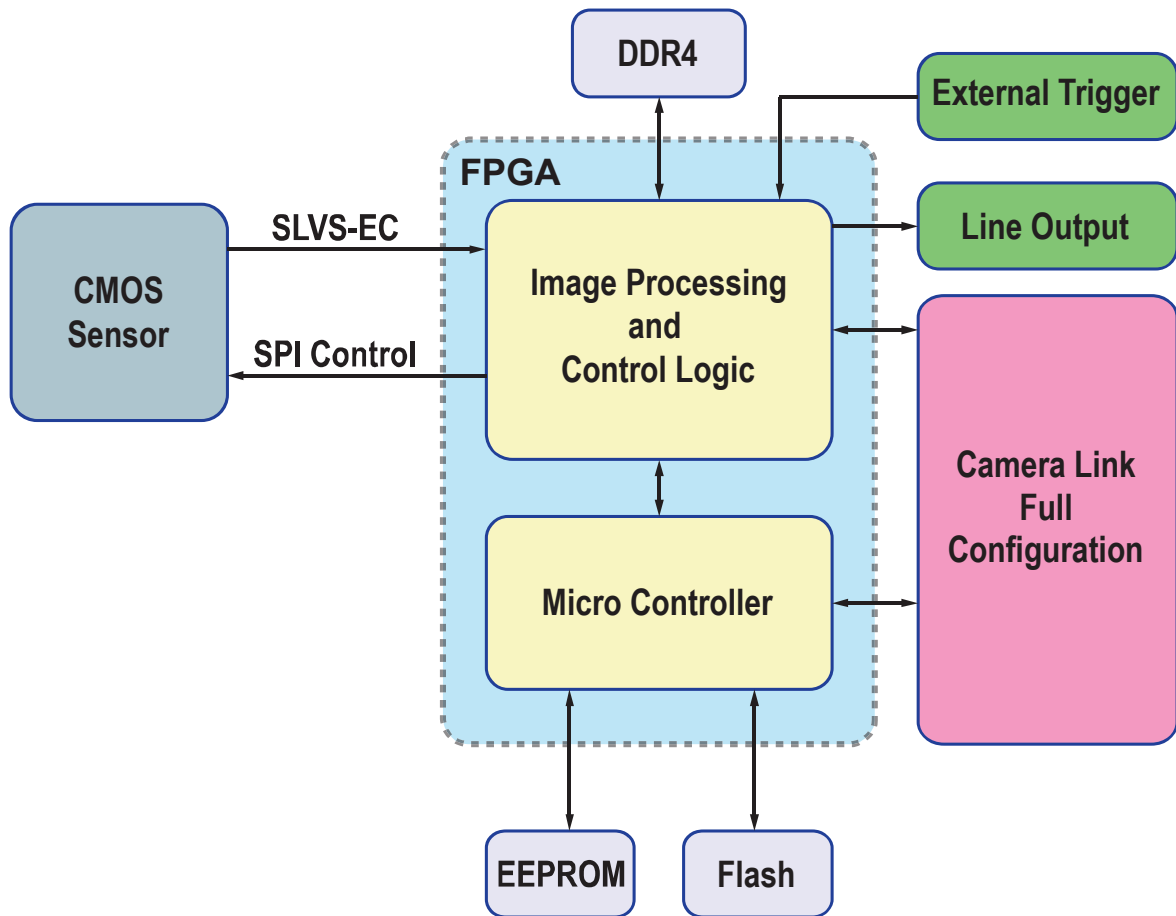 DDR4
External Trigger
FPGA
Line Output
SLVS-EC
CMOS
Sensor
Image Processing
and
Control Logic
SPI Control
Camera Link
Full
Configuration
Micro Controller
EEPROM
Flash